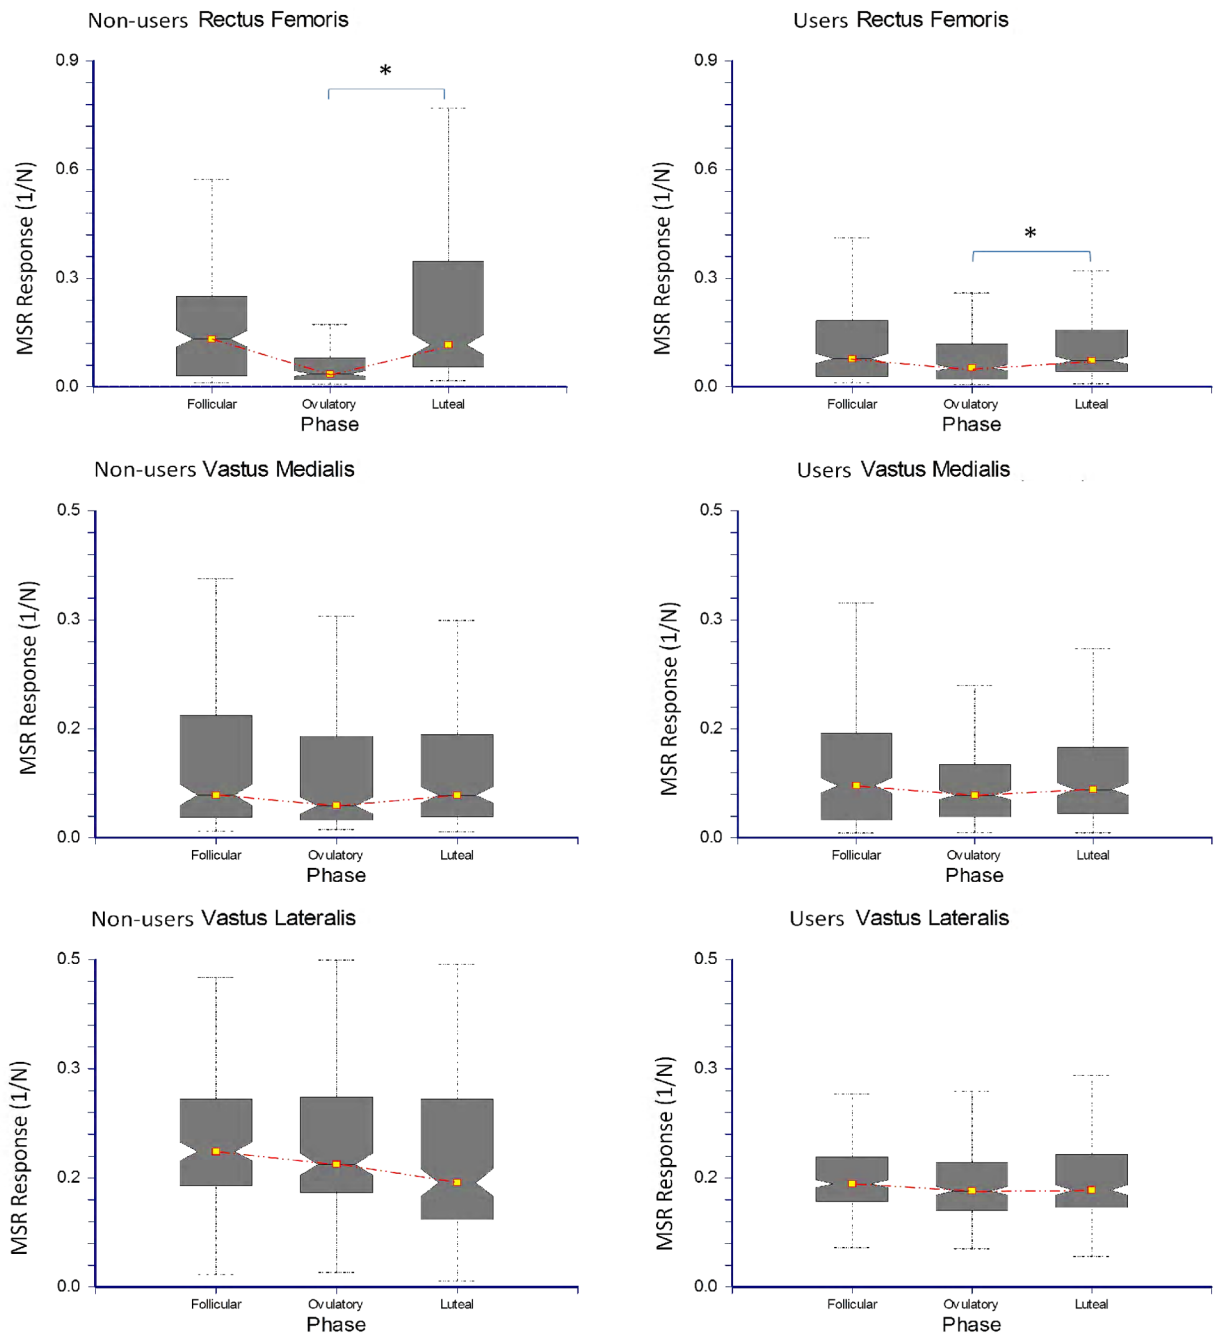 Non-users Rectus Femoris
0.9
0.6
0.3
0.0
MSR Response (1/N)
*
Follicular
Ovulatory
Luteal
Phase
Users Rectus Femoris
0.9
0.6
0.3
0.0
MSR Response (1/N)
*
Follicular
Ovulatory
Luteal
Phase
Non-users Vastus Medialis
0.5
0.3
0.2
0.0
MSR Response (1/N)
Follicular
Ovulatory
Luteal
Phase
Users Vastus Medialis
0.5
0.3
0.2
0.0
MSR Response (1/N)
Follicular
Ovulatory
Luteal
Phase
Non-users Vastus Lateralis
0.5
0.3
0.2
0.0
MSR Response (1/N)
Follicular
Ovulatory
Luteal
Phase
Users Vastus Lateralis
0.5
0.3
0.2
0.0
MSR Response (1/N)
Follicular
Ovulatory
Luteal
Phase